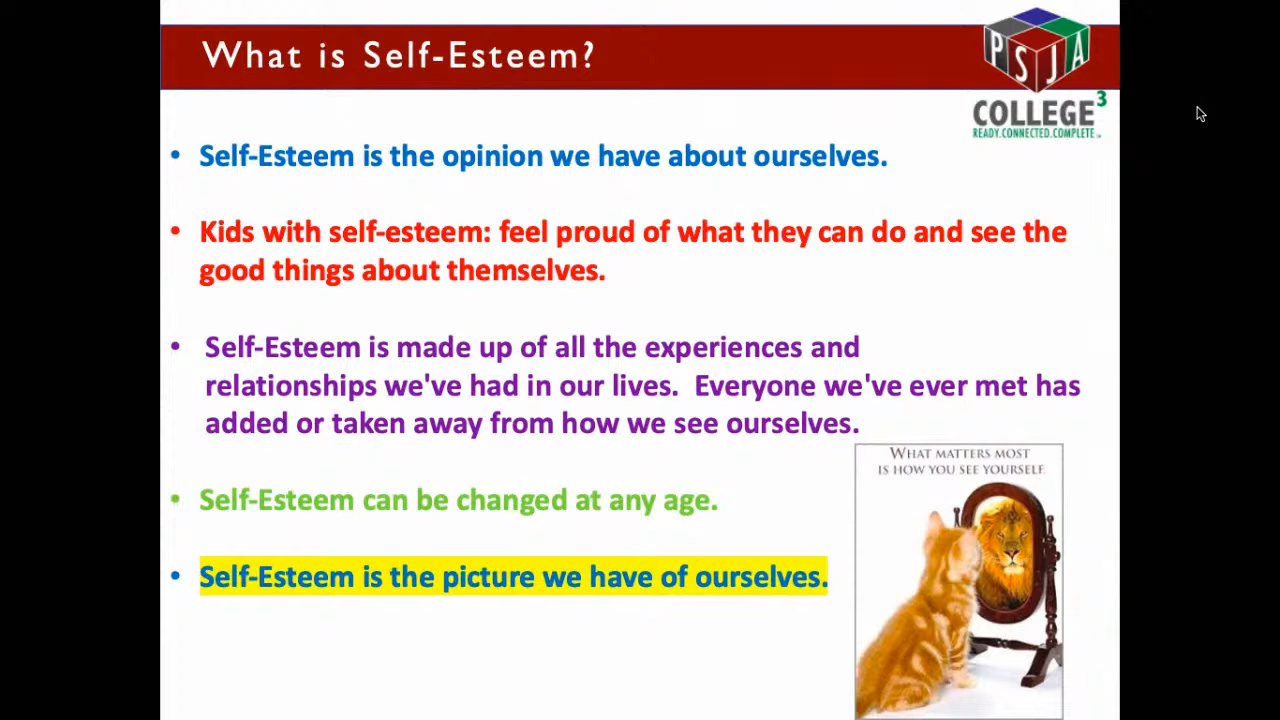 What is Self-Esteem?
PSJA
COLLEGE³
READY.CONNECTED.COMPLETE™
• Self-Esteem is the opinion we have about ourselves.
• Kids with self-esteem: feel proud of what they can do and see the
good things about themselves.
• Self-Esteem is made up of all the experiences and
relationships we've had in our lives.  Everyone we've ever met has
added or taken away from how we see ourselves.
WHAT MATTERS MOST
IS HOW YOU SEE YOURSELF.
• Self-Esteem can be changed at any age.
• Self-Esteem is the picture we have of ourselves.